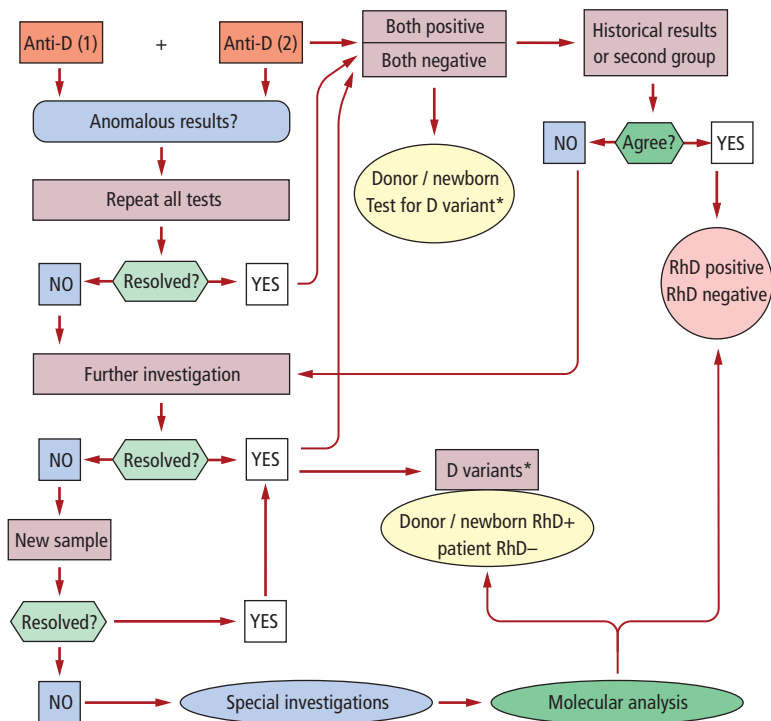 Anti-D (1)
+
Anti-D (2)
Both positive
Both negative
Historical results
or second group
Anomalous results?
NO
Agree?
YES
Donor / newborn
Test for D variant*
Repeat all tests
NO
Resolved?
YES
RhD positive
RhD negative
Further investigation
NO
Resolved?
YES
D variants*
Donor / newborn RhD+
patient RhD–
New sample
Resolved?
YES
NO
Special investigations
Molecular analysis